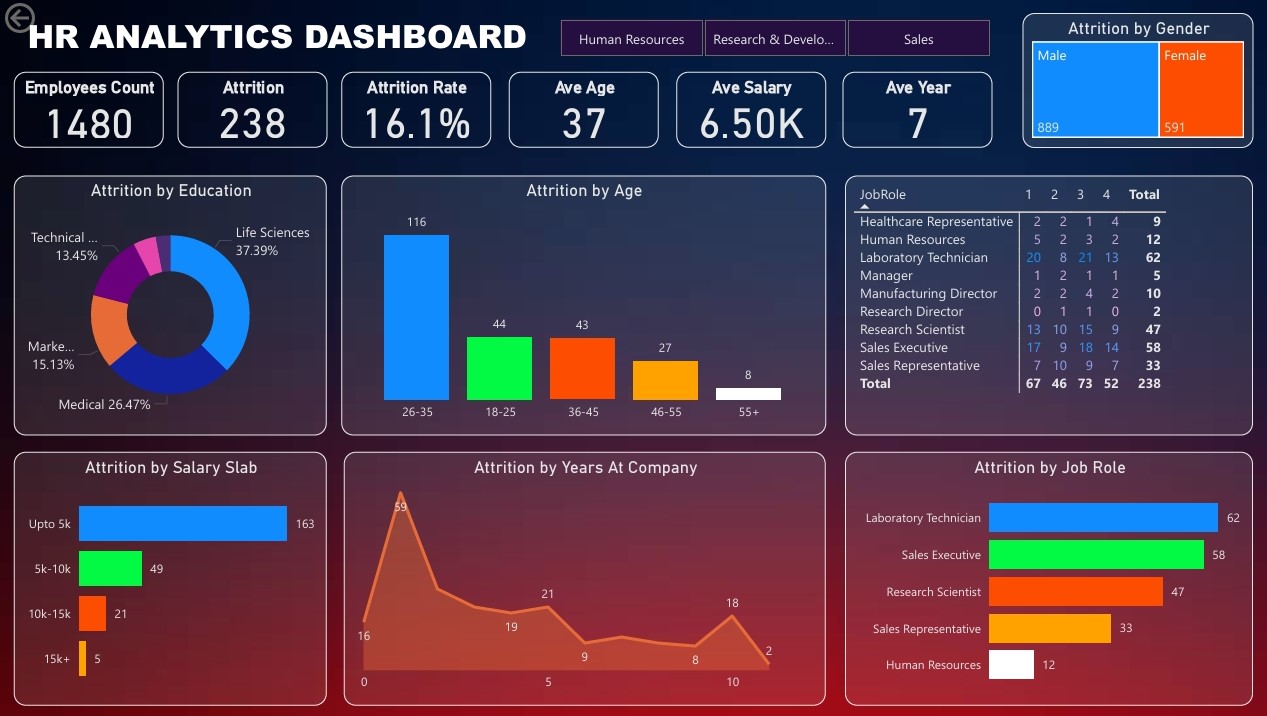 HR ANALYTICS DASHBOARD
Human Resources
Research & Develo...
Sales
Attrition by Gender
Male
Female
889
591
Employees Count
1480
Attrition
238
Attrition Rate
16.1%
Ave Age
37
Ave Salary
6.50K
Ave Year
7
Attrition by Education
Life Sciences
37.39%
Technical ...
13.45%
Marke...
15.13%
Medical 26.47%
Attrition by Age
116
44
43
27
8
26-35 18-25 36-45 46-55 55+
JobRole 1 2 3 4 Total
Healthcare Representative 2 2 1 4 9
Human Resources 5 2 3 2 12
Laboratory Technician 20 8 21 13 62
Manager 1 2 1 1 5
Manufacturing Director 2 2 4 2 10
Research Director 0 1 1 0 2
Research Scientist 13 10 15 9 47
Sales Executive 17 9 18 14 58
Sales Representative 7 10 9 7 33
Total 67 46 73 52 238
Attrition by Salary Slab
Upto 5k 163
5k-10k 49
10k-15k 21
15k+ 5
Attrition by Years At Company
59
16
19
21
9
8
18
2
0 5 10
Attrition by Job Role
Laboratory Technician 62
Sales Executive 58
Research Scientist 47
Sales Representative 33
Human Resources 12